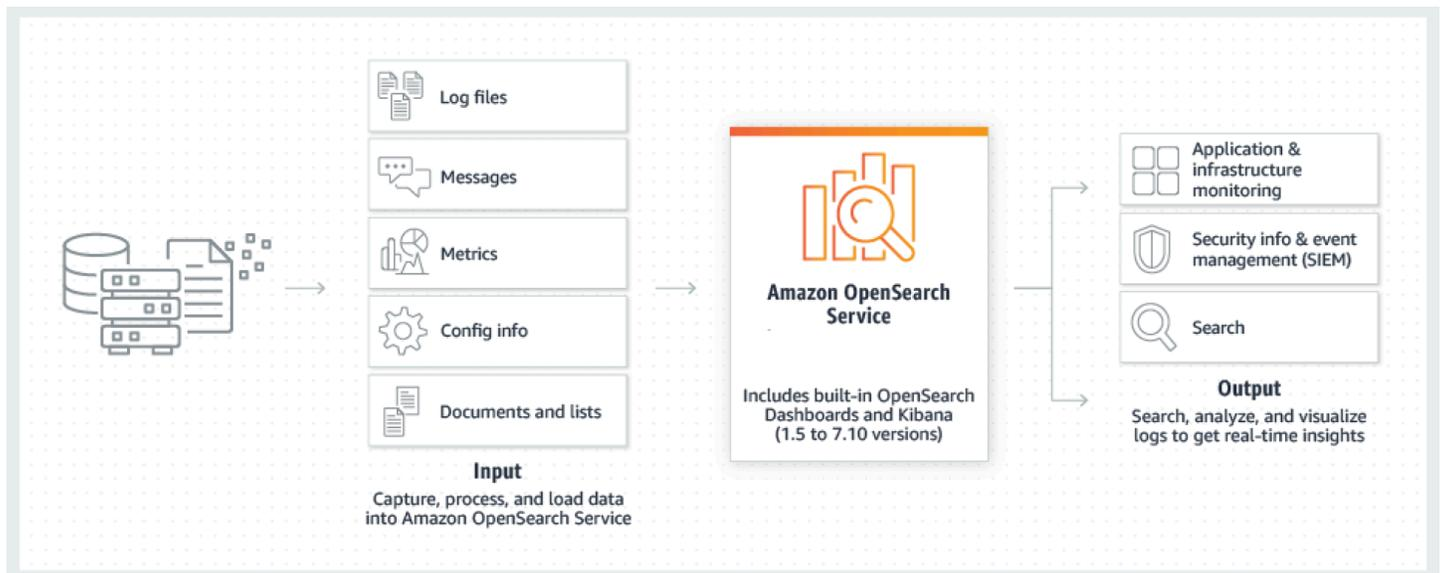 Log files
Messages
Metrics
Config info
Documents and lists
Input
Capture, process, and load data
into Amazon OpenSearch Service
Amazon OpenSearch
Service
Includes built-in OpenSearch
Dashboards and Kibana
(1.5 to 7.10 versions)
Application &
infrastructure
monitoring
Security info & event
management (SIEM)
Search
Output
Search, analyze, and visualize
logs to get real-time insights